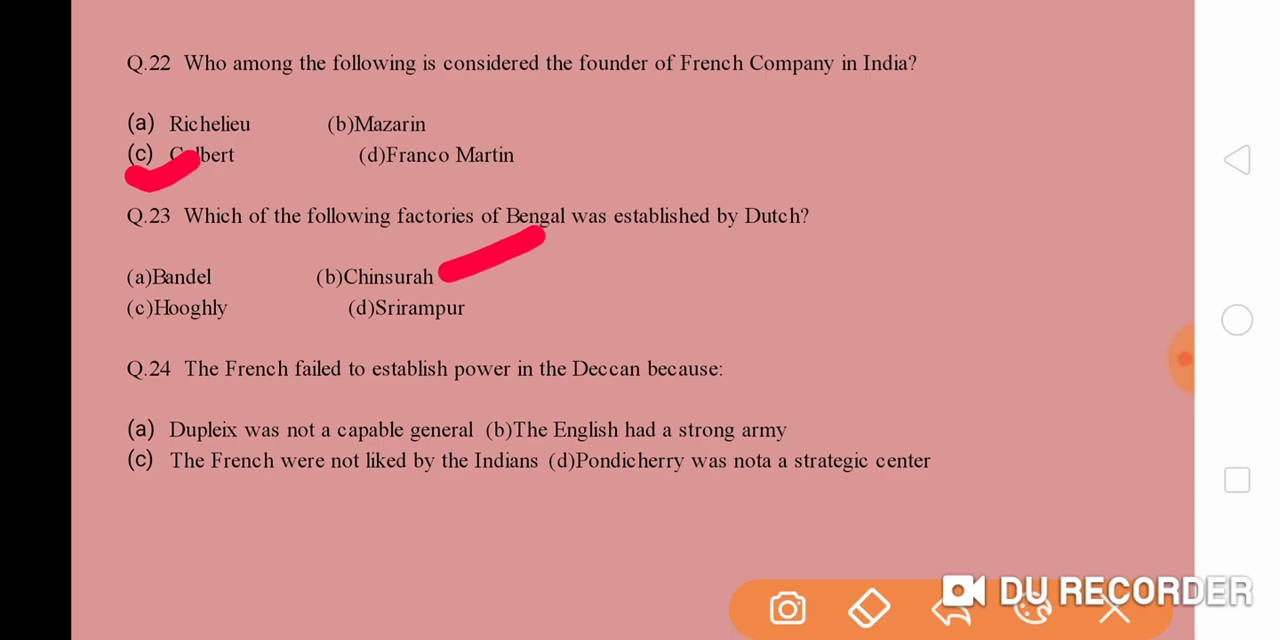 Q.22 Who among the following is considered the founder of French Company in India?
(a) Richelieu (b)Mazarin
(c) Colbert (d)Franco Martin
Q.23 Which of the following factories of Bengal was established by Dutch?
(a)Bandel (b)Chinsurah
(c)Hooghly (d)Srirampur
Q.24 The French failed to establish power in the Deccan because:
(a) Dupleix was not a capable general (b)The English had a strong army
(c) The French were not liked by the Indians (d)Pondicherry was nota a strategic center
DU RECORDER